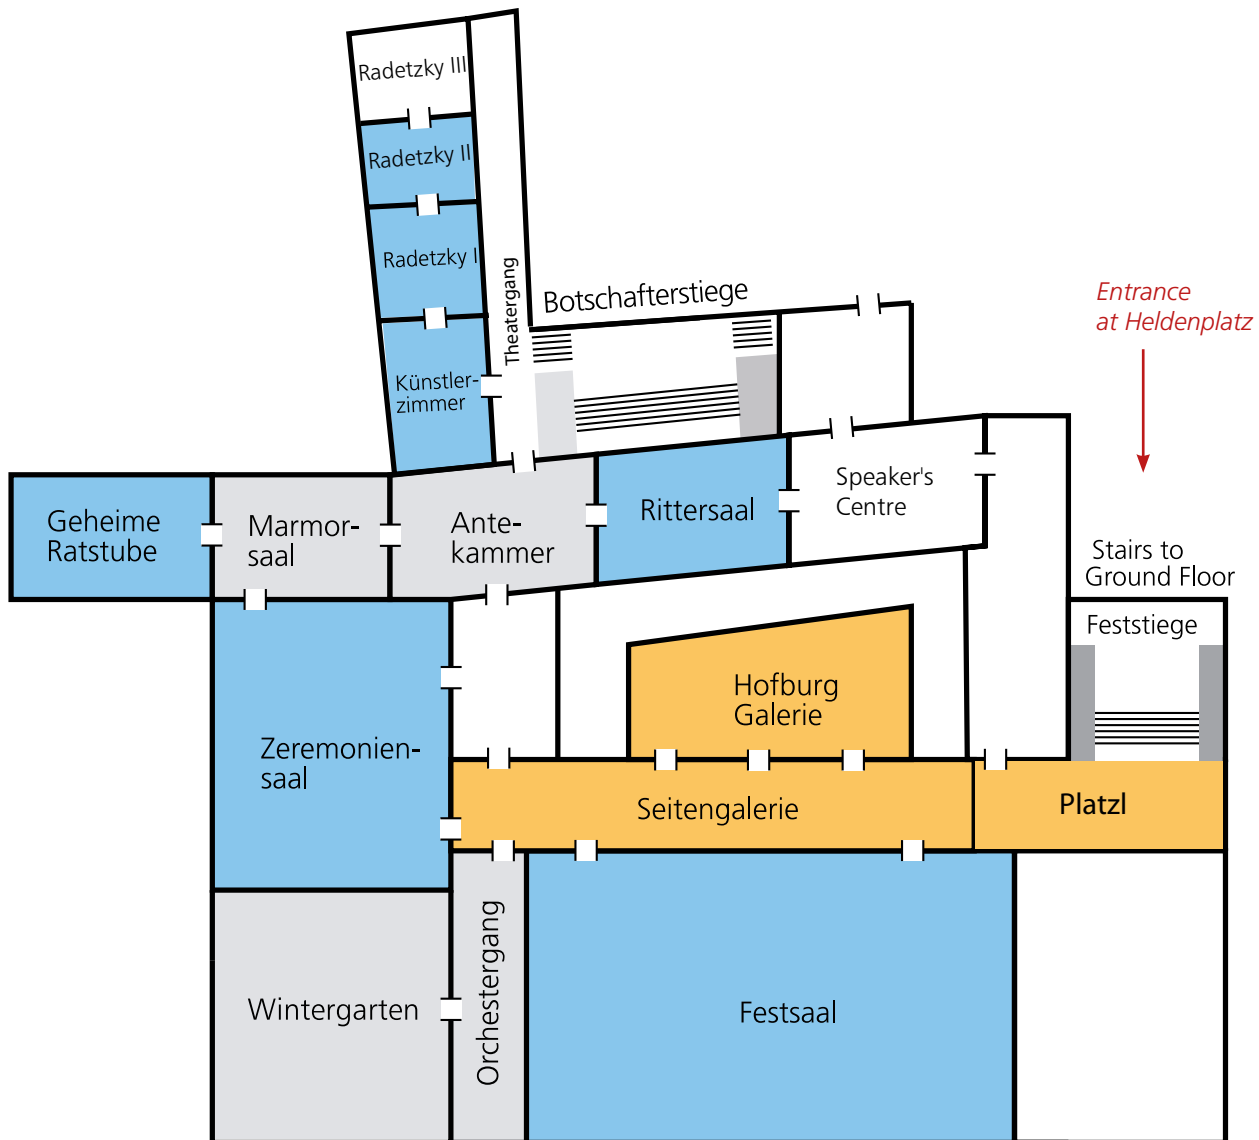 Radetzky III
Radetzky II
Radetzky I
Künstler-
zimmer
Theatergang
Botschafterstiege
Entrance
at Heldenplatz
Geheime
Ratstube
Marmor-
saal
Ante-
kammer
Rittersaal
Speaker's
Centre
Stairs to
Ground Floor
Feststiege
Hofburg
Galerie
Zeremonien-
saal
Seitengalerie
Platzl
Wintergarten
Orchestergang
Festsaal